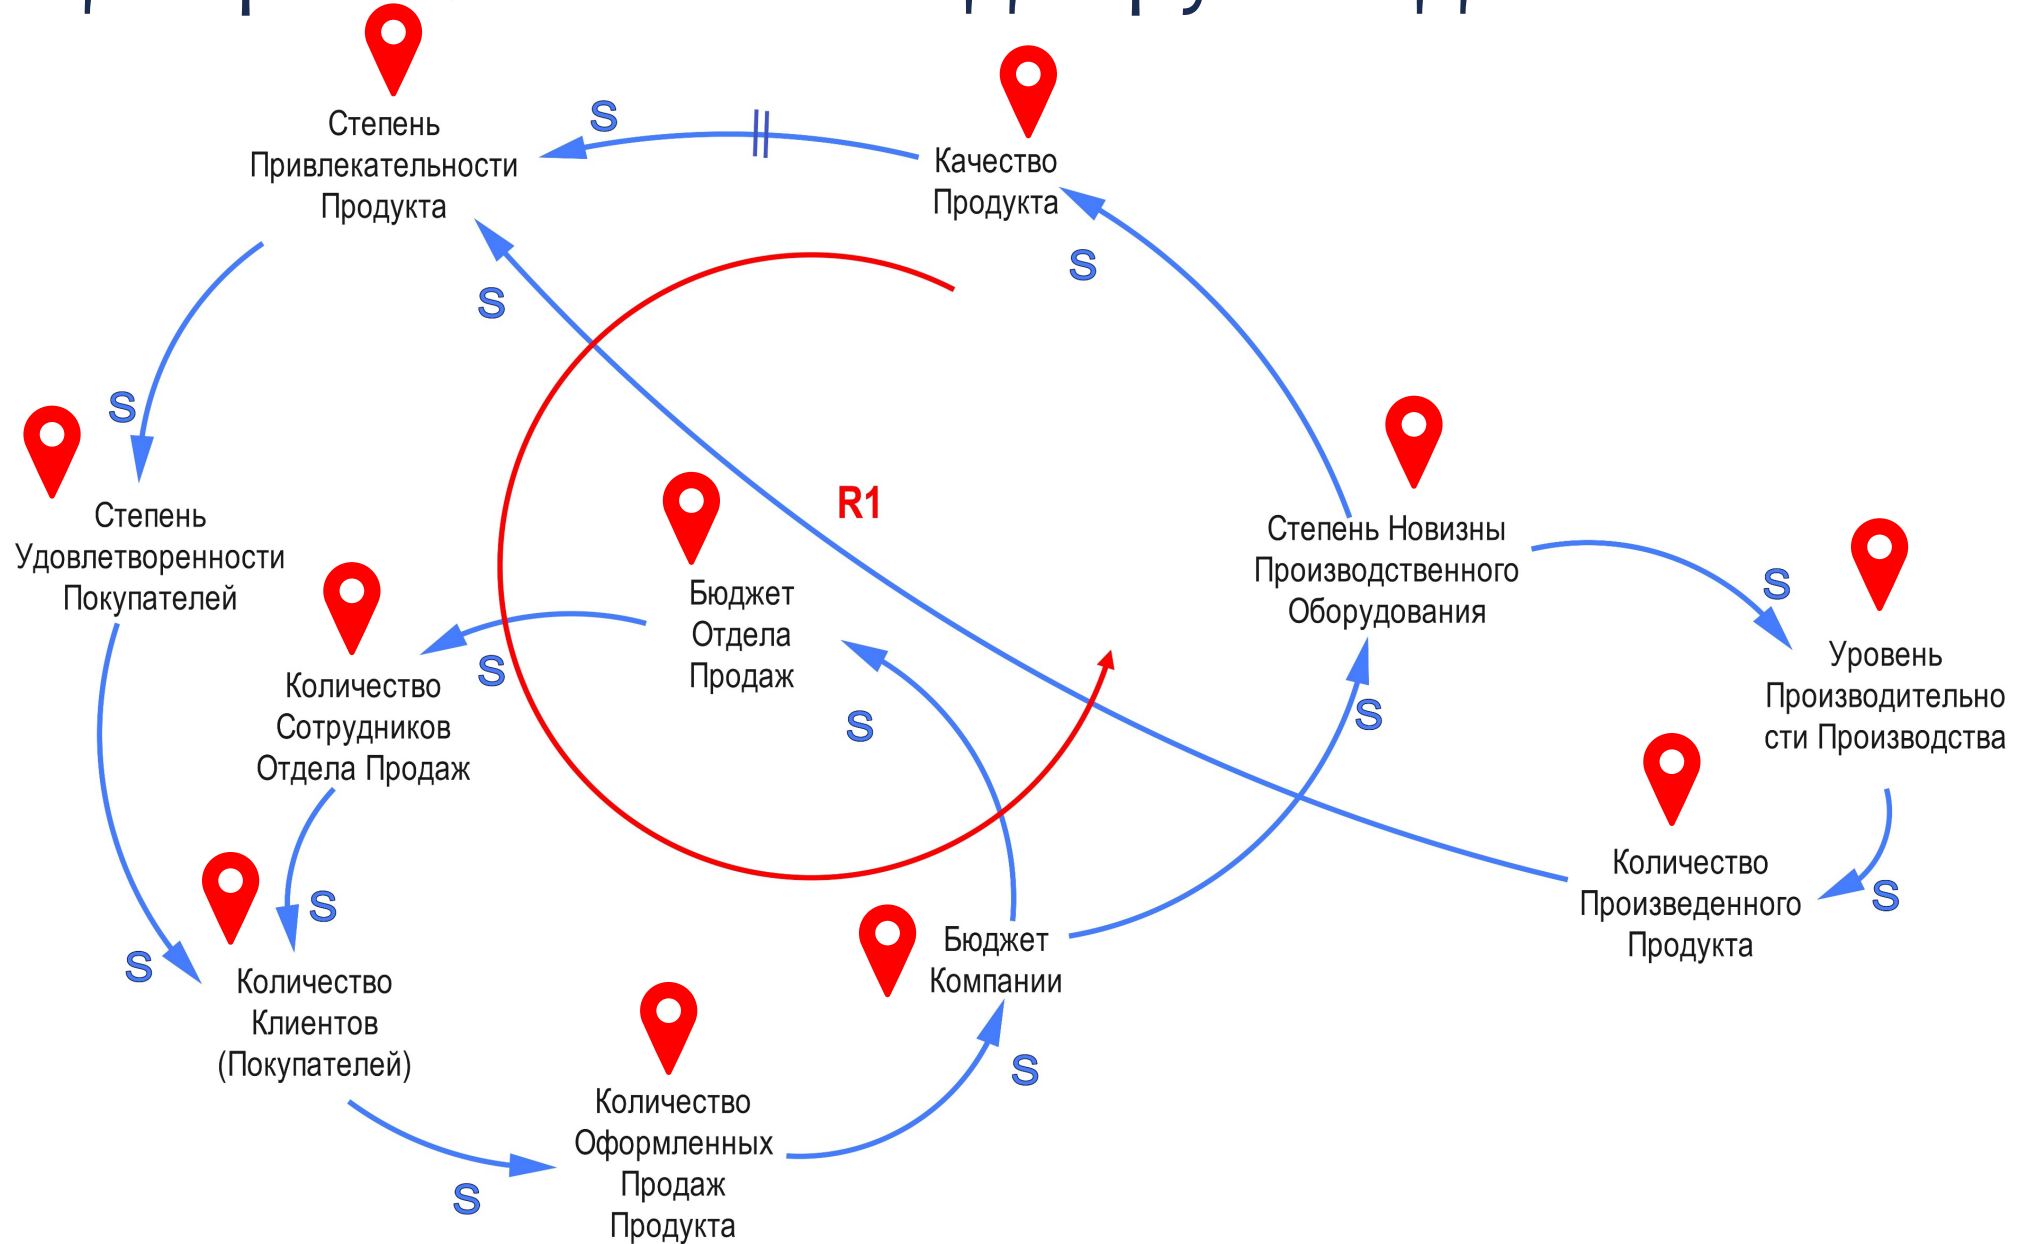 Степень
Привлекательности
Продукта
S
Качество
Продукта
S
S
S
Степень
Удовлетворенности
Покупателей
R1
Степень Новизны
Производственного
Оборудования
S
Бюджет
Отдела
Продаж
S
Количество
Сотрудников
Отдела Продаж
S
S
Уровень
Производительно
сти Производства
Количество
Произведенного
Продукта
S
S
S
Количество
Клиентов
(Покупателей)
Бюджет
Компании
S
Количество
Оформленных
Продаж
Продукта
S